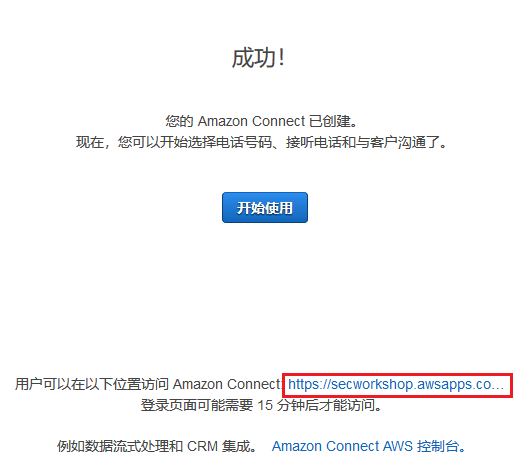 成功！
您的 Amazon Connect 已创建。
现在，您可以开始选择电话号码、接听电话和与客户沟通了。
开始使用
用户可以在以下位置访问 Amazon Connect: https://secworkshop.awsapps.co…
登录页面可能需要 15 分钟后才能访问。
例如数据流式处理和 CRM 集成。 Amazon Connect AWS 控制台。